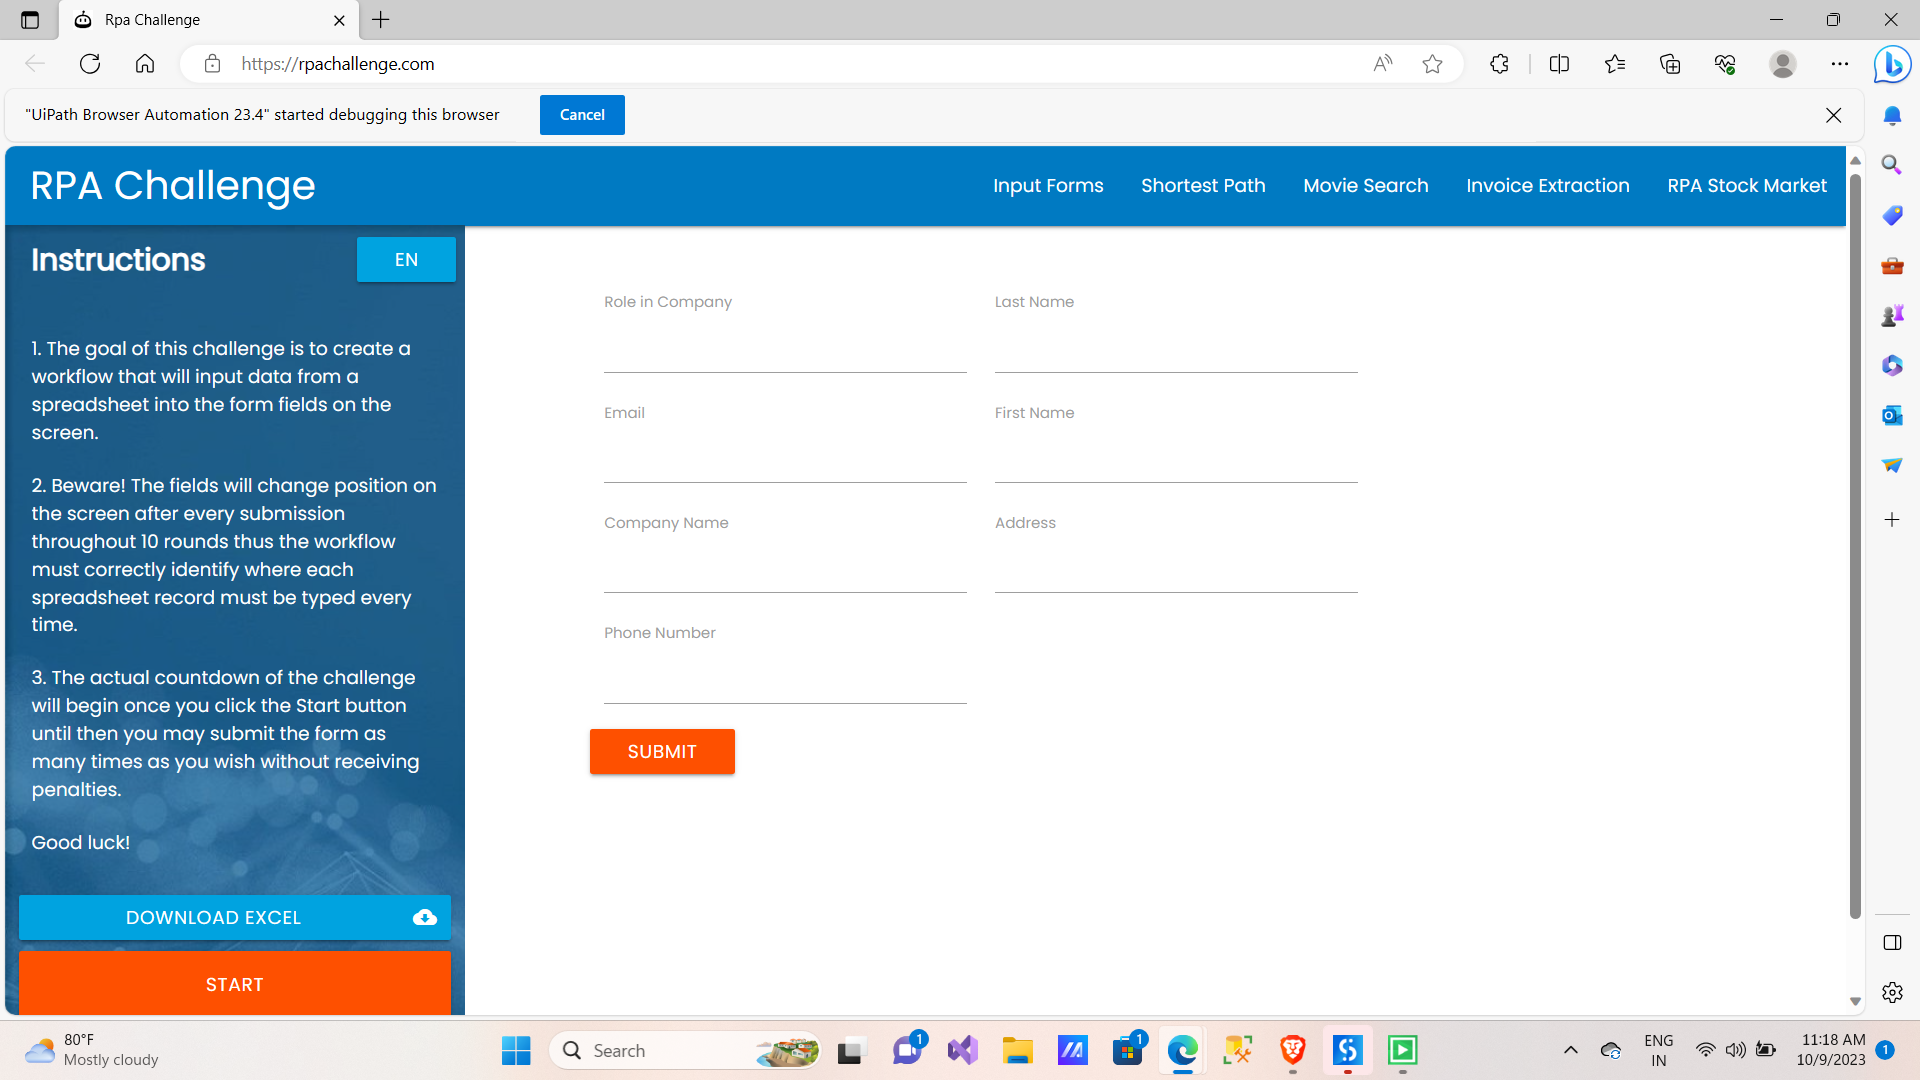 Rpa Challenge
https://rpachallenge.com
"UiPath Browser Automation 23.4" started debugging this browser
Cancel
RPA Challenge
Input Forms
Shortest Path
Movie Search
Invoice Extraction
RPA Stock Market
Instructions
EN
1. The goal of this challenge is to create a
workflow that will input data from a
spreadsheet into the form fields on the
screen.
2. Beware! The fields will change position on
the screen after every submission
throughout 10 rounds thus the workflow
must correctly identify where each
spreadsheet record must be typed every
time.
3. The actual countdown of the challenge
will begin once you click the Start button
until then you may submit the form as
many times as you wish without receiving
penalties.
Good luck!
DOWNLOAD EXCEL
START
Role in Company
Last Name
Email
First Name
Company Name
Address
Phone Number
SUBMIT
80°F
Mostly cloudy
Search
1
1
ENG
IN
11:18 AM
10/9/2023
1